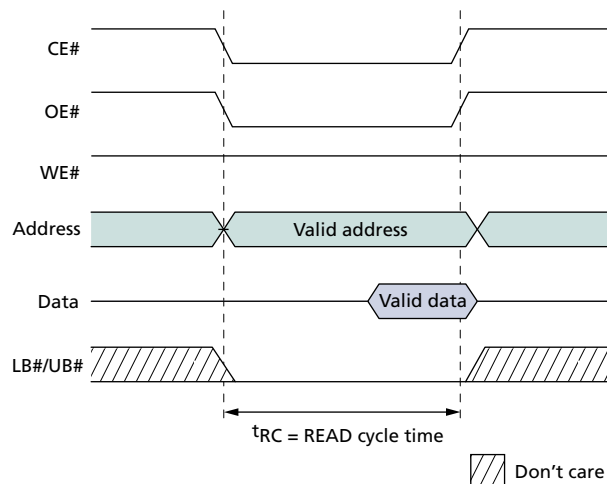 CE#
OE#
WE#
Address
Valid address
Data
Valid data
LB#/UB#
tRC = READ cycle time
Don't care